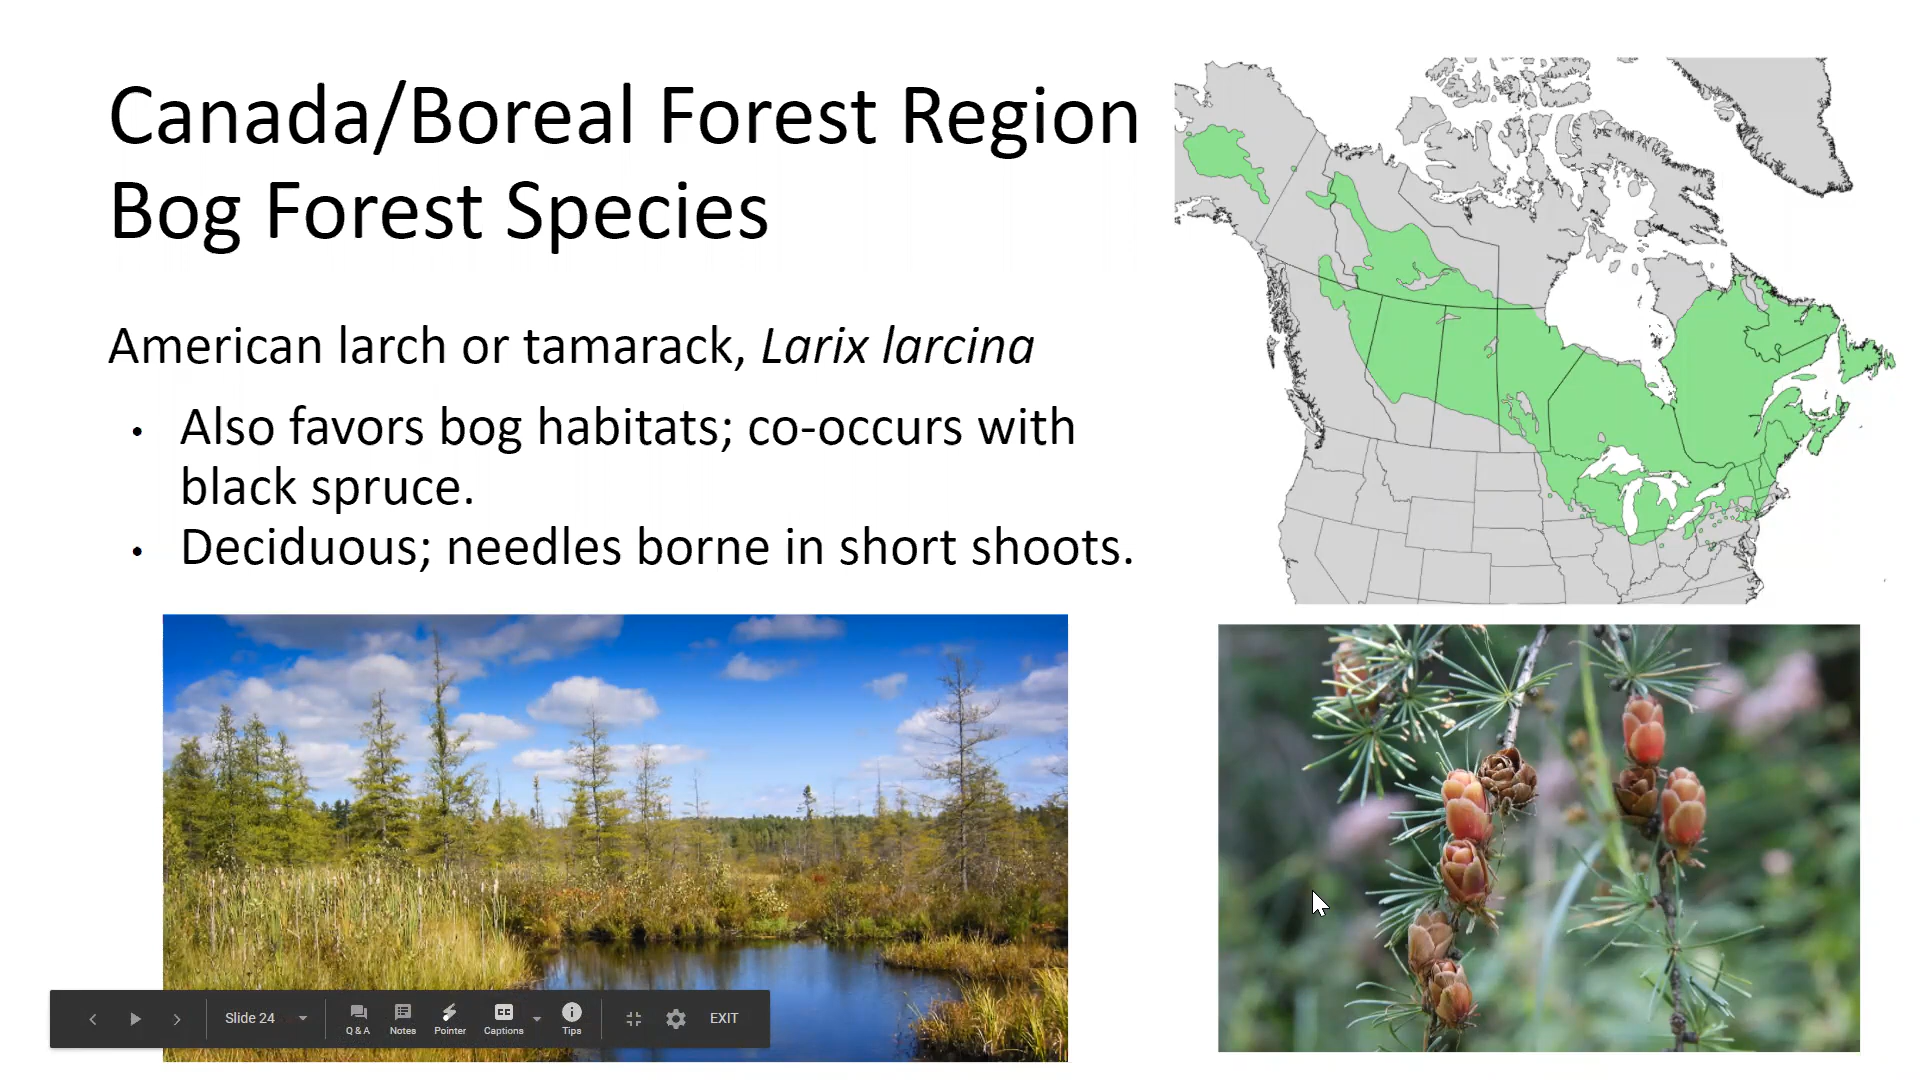 Canada/Boreal Forest Region
Bog Forest Species
American larch or tamarack, Larix larcina
• Also favors bog habitats; co-occurs with
black spruce.
• Deciduous; needles borne in short shoots.
Slide 24
Q & A
Notes
Pointer
CC
Captions
Tips
EXIT